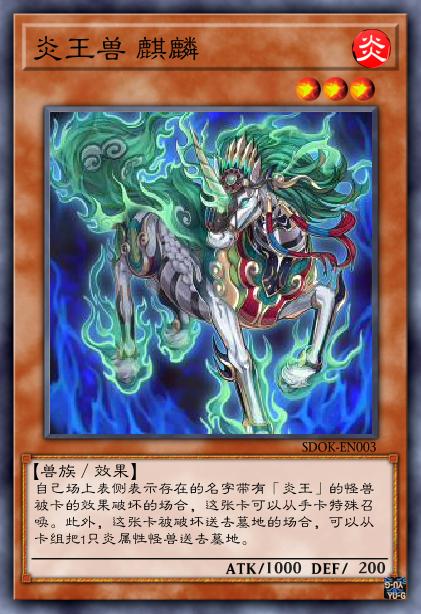 炎王兽 麒麟
炎
SDOK-EN003
【兽族／效果】
自己场上表侧表示存在的名字带有「炎王」的怪兽
被卡的效果破坏的场合，这张卡可以从手卡特殊召
唤。此外，这张卡被破坏送去墓地的场合，可以从
卡组把1只炎属性怪兽送去墓地。
ATK/1000 DEF/ 200